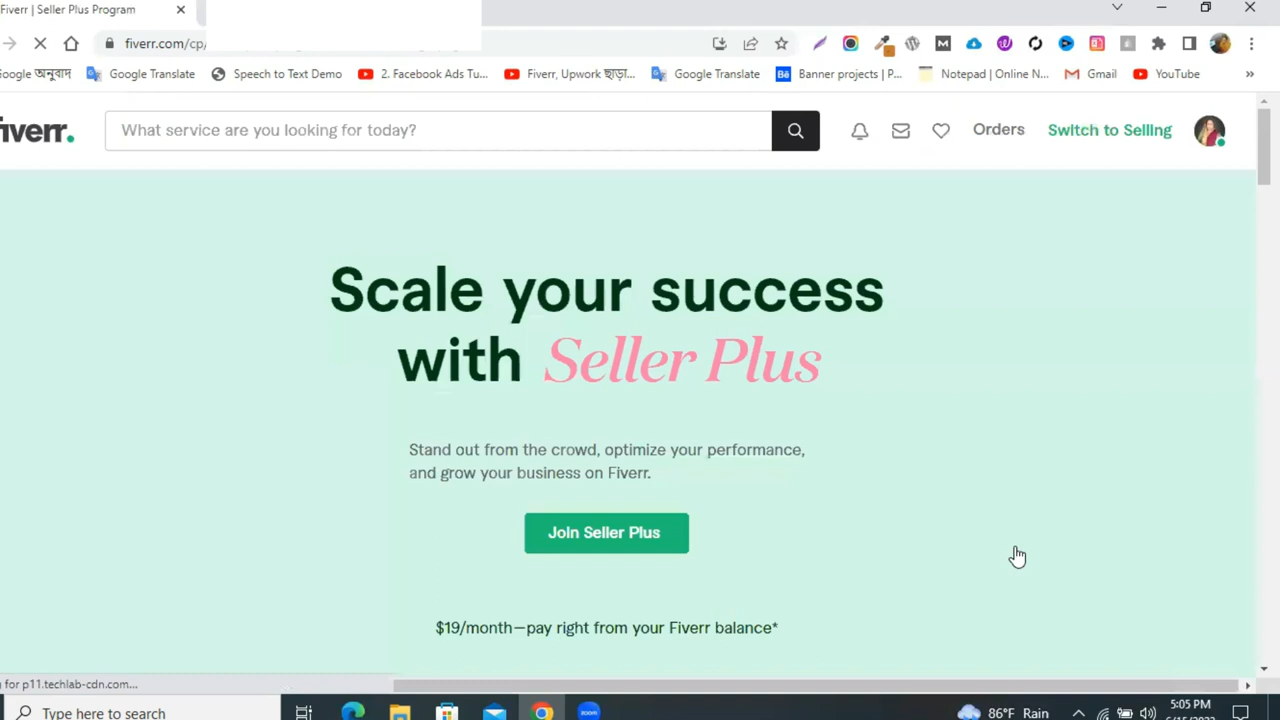 Fiverr | Seller Plus Program
fiverr.com/cp/
Google অনুবাদ
Google Translate
Speech to Text Demo
2. Facebook Ads Tu...
Fiverr, Upwork ছাড়া...
Google Translate
Banner projects | P...
Notepad | Online N...
Gmail
YouTube
»
fiverr.
What service are you looking for today?
Orders
Switch to Selling
Scale your success
with Seller Plus
Stand out from the crowd, optimize your performance,
and grow your business on Fiverr.
Join Seller Plus
$19/month—pay right from your Fiverr balance*
for p11.techlab-cdn.com...
Type here to search
zoom
86°F Rain
5:05 PM